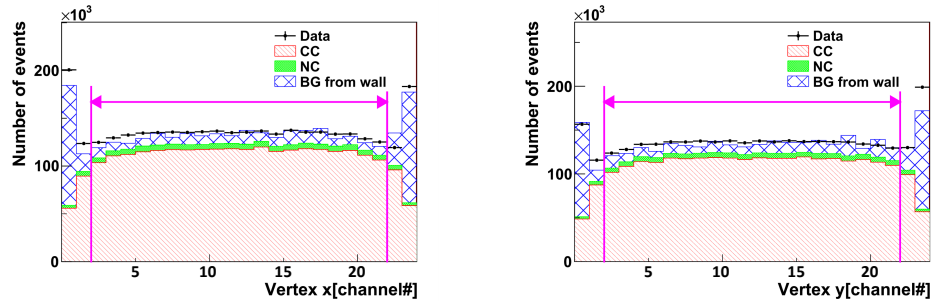 ×10³
Number of events
200
100
0
Data
CC
NC
BG from wall
5
10
15
20
Vertex x[channel#]
×10³
Number of events
200
100
0
Data
CC
NC
BG from wall
5
10
15
20
Vertex y[channel#]